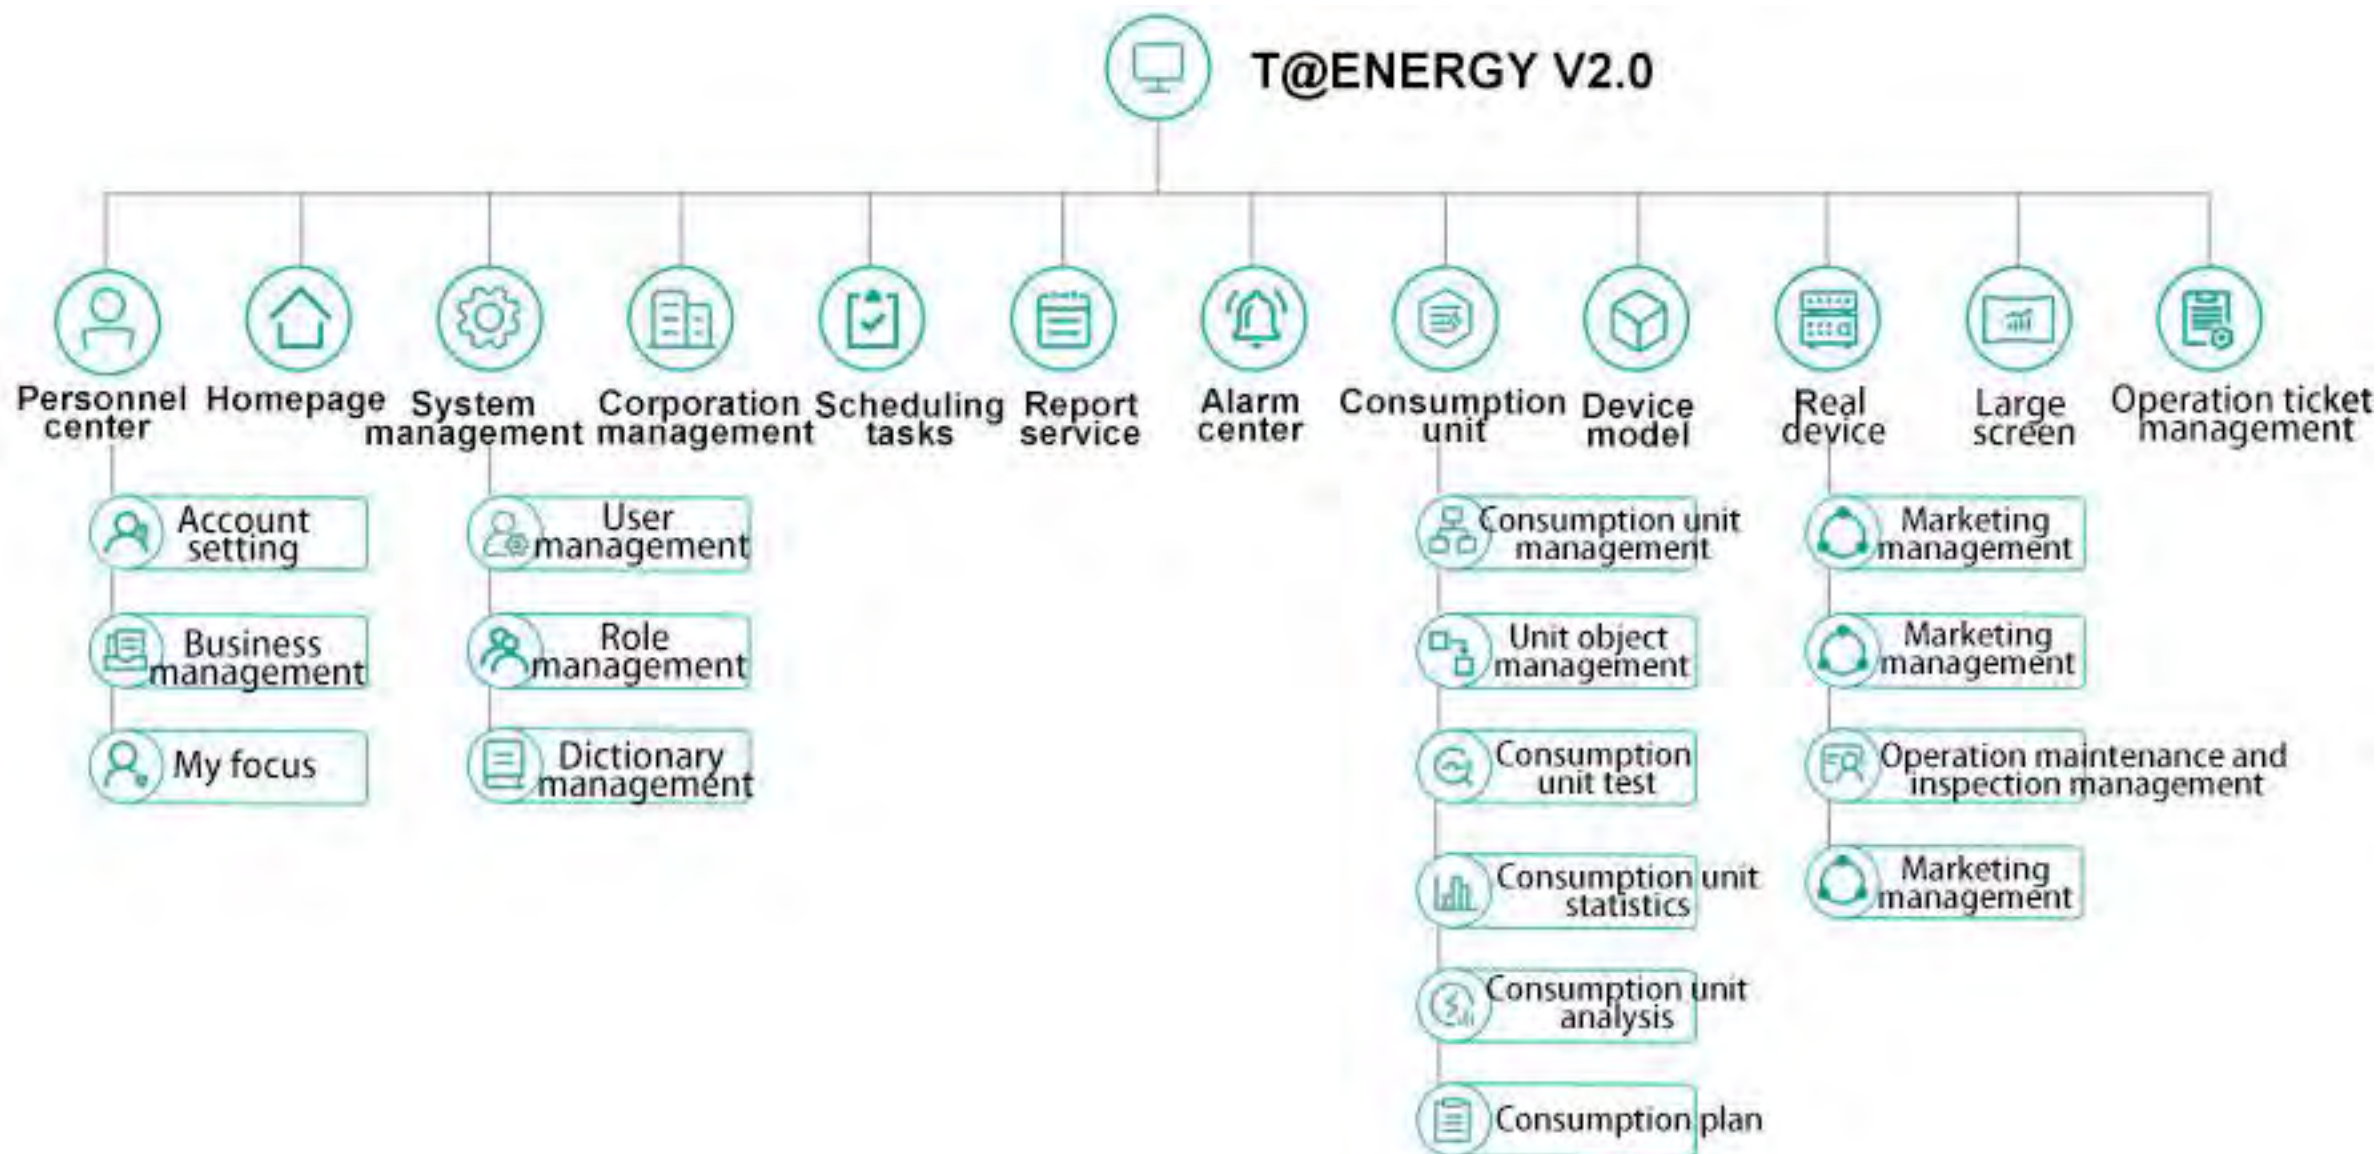 T@ENERGY V2.0
Personnel
center
Homepage
System
management
Corporation
management
Scheduling
tasks
Report
service
Alarm
center
Consumption
unit
Device
model
Real
device
Large
screen
Operation ticket
management
Account
setting
Business
management
My focus
User
management
Role
management
Dictionary
management
Consumption unit
management
Unit object
management
Consumption
unit test
Consumption unit
statistics
Consumption unit
analysis
Consumption plan
Marketing
management
Marketing
management
Operation maintenance and
inspection management
Marketing
management